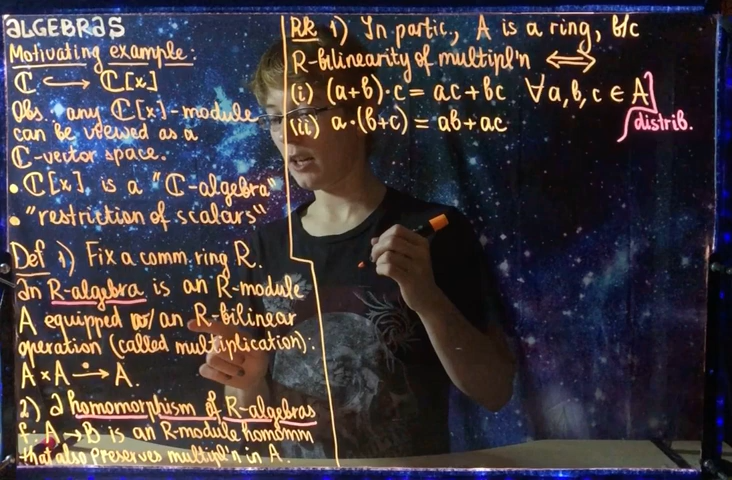 ALGEBRAS
Motivating example:
ℂ ↪ ℂ[x]
Obs. any ℂ[x]-module
can be viewed as a
ℂ-vector space.
• ℂ[x] is a "ℂ-algebra"
• "restriction of scalars"
Def 1) Fix a comm. ring R.
An R-algebra is an R-module
A equipped w/ an R-bilinear
operation (called multiplication):
A × A → A.
2) A homomorphism of R-algebras
f: A → B is an R-module homom
that also preserves multipl'n in A.
Rk 1) In partic., A is a ring, b/c
R-bilinearity of multipl'n ⟺
(i) (a+b)·c = ac + bc ∀a,b,c ∈ A
(ii) a·(b+c) = ab + ac
distrib.